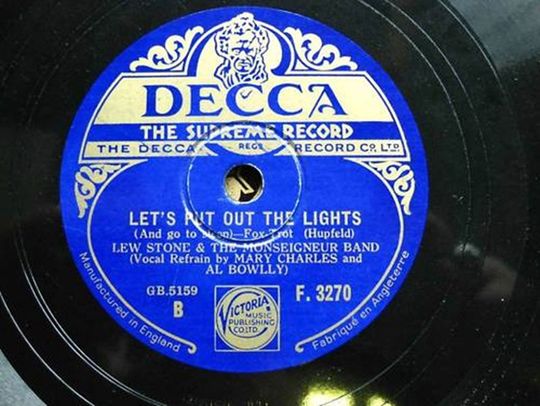 DECCA
THE SUPREME RECORD
THE DECCA REGD RECORD CO LTD
LET'S PUT OUT THE LIGHTS
(And go to sleep)—Fox-Trot (Hupfeld)
LEW STONE & THE MONSEIGNEUR BAND
(Vocal Refrain by MARY CHARLES and
AL BOWLLY)
GB.5159
B
F. 3270
VICTORIA
MUSIC
PUBLISHING
CO. LTD.
Manufactured in England
Fabriqué en Angleterre